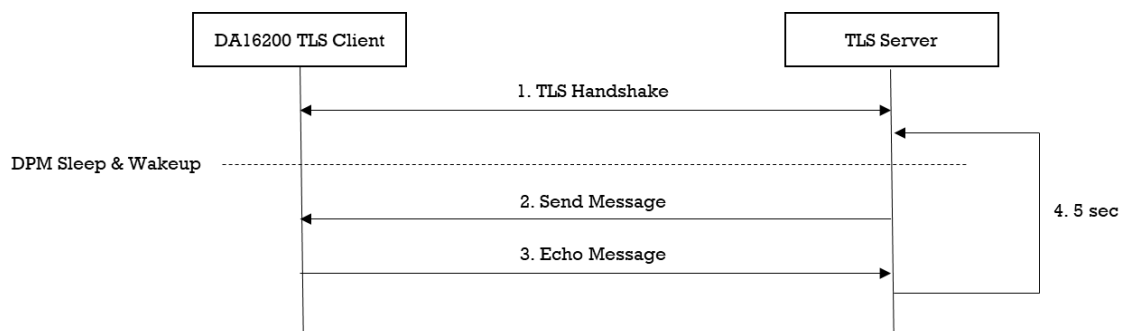 DA16200 TLS Client
TLS Server
1. TLS Handshake
DPM Sleep & Wakeup
2. Send Message
4. 5 sec
3. Echo Message